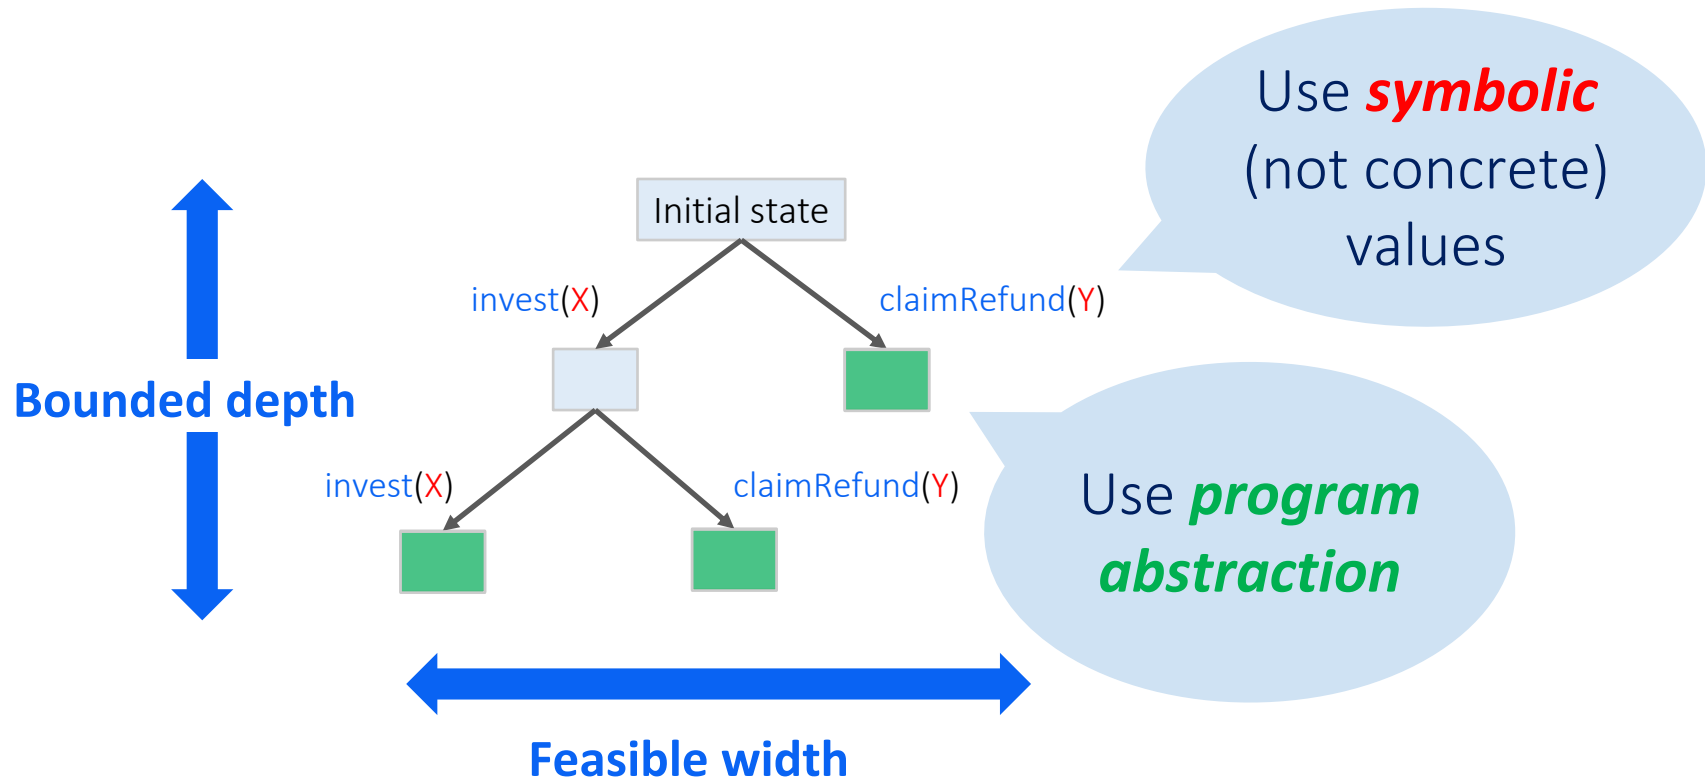 Use symbolic
(not concrete)
values
Initial state
invest(X)
claimRefund(Y)
Bounded depth
invest(X)
claimRefund(Y)
Use program
abstraction
Feasible width